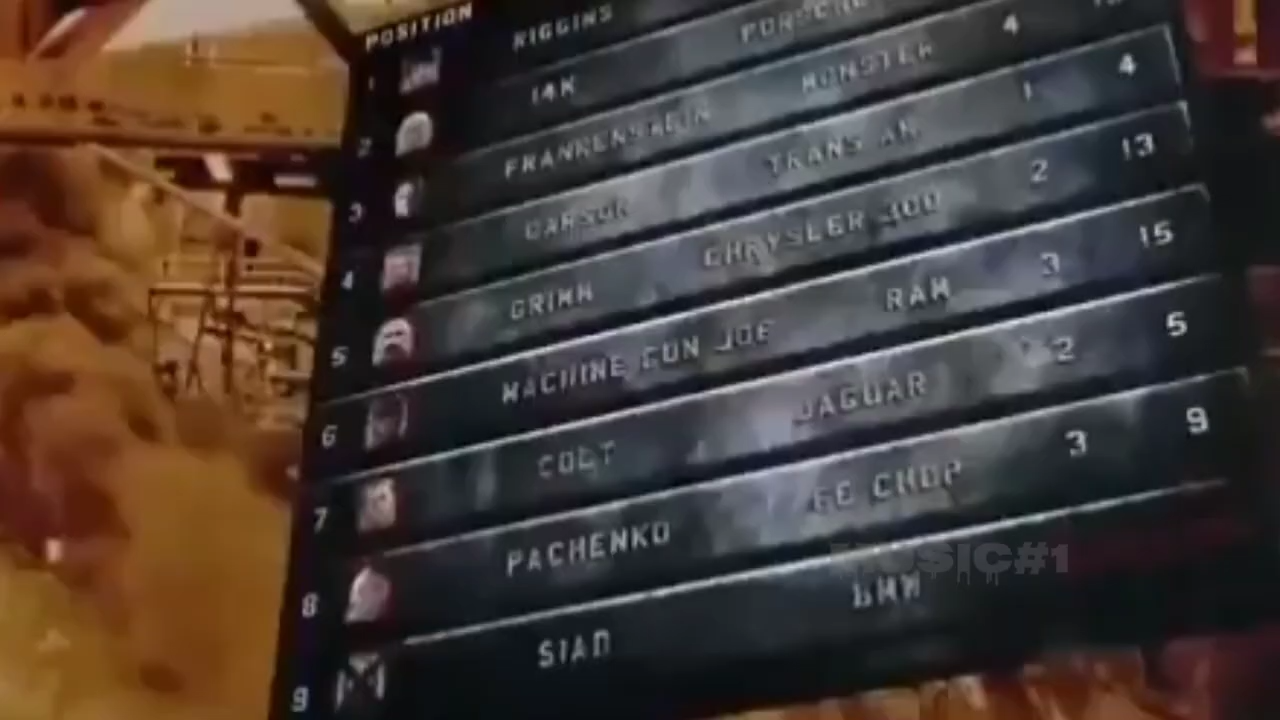 POSITION
1 RIGGINS PORSCHE
2 14K MONSTER 4
3 FRANKENSTEIN TRANS AM 1 4
4 CARSON CHRYSLER 300 2 13
5 GRIMM RAM 3 15
6 MACHINE GUN JOE JAGUAR 2 5
7 COLT 3 9
8 PACHENKO BMW
9 SIAD
MUSIC#1